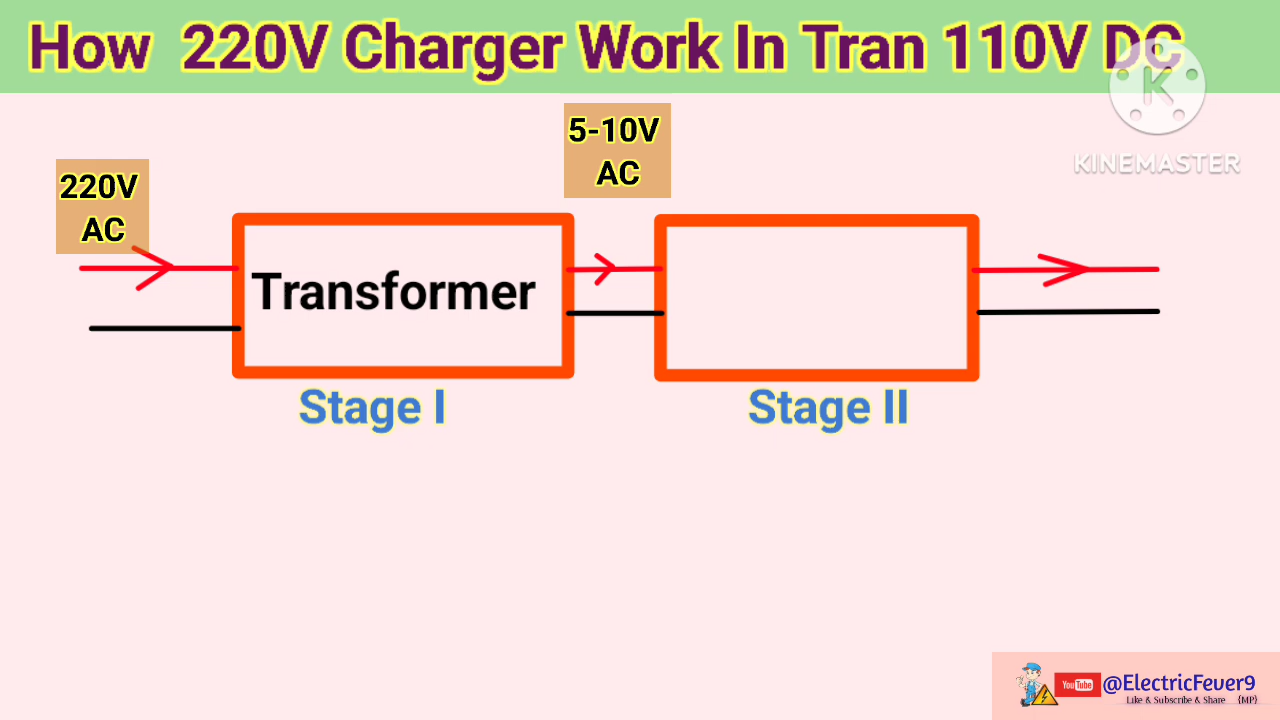 How 220V Charger Work In Tran 110V DC
K
KINEMASTER
5-10V
AC
220V
AC
Transformer
Stage I
Stage II
YouTube @ElectricFever9
Like & Subscribe & Share {MP}